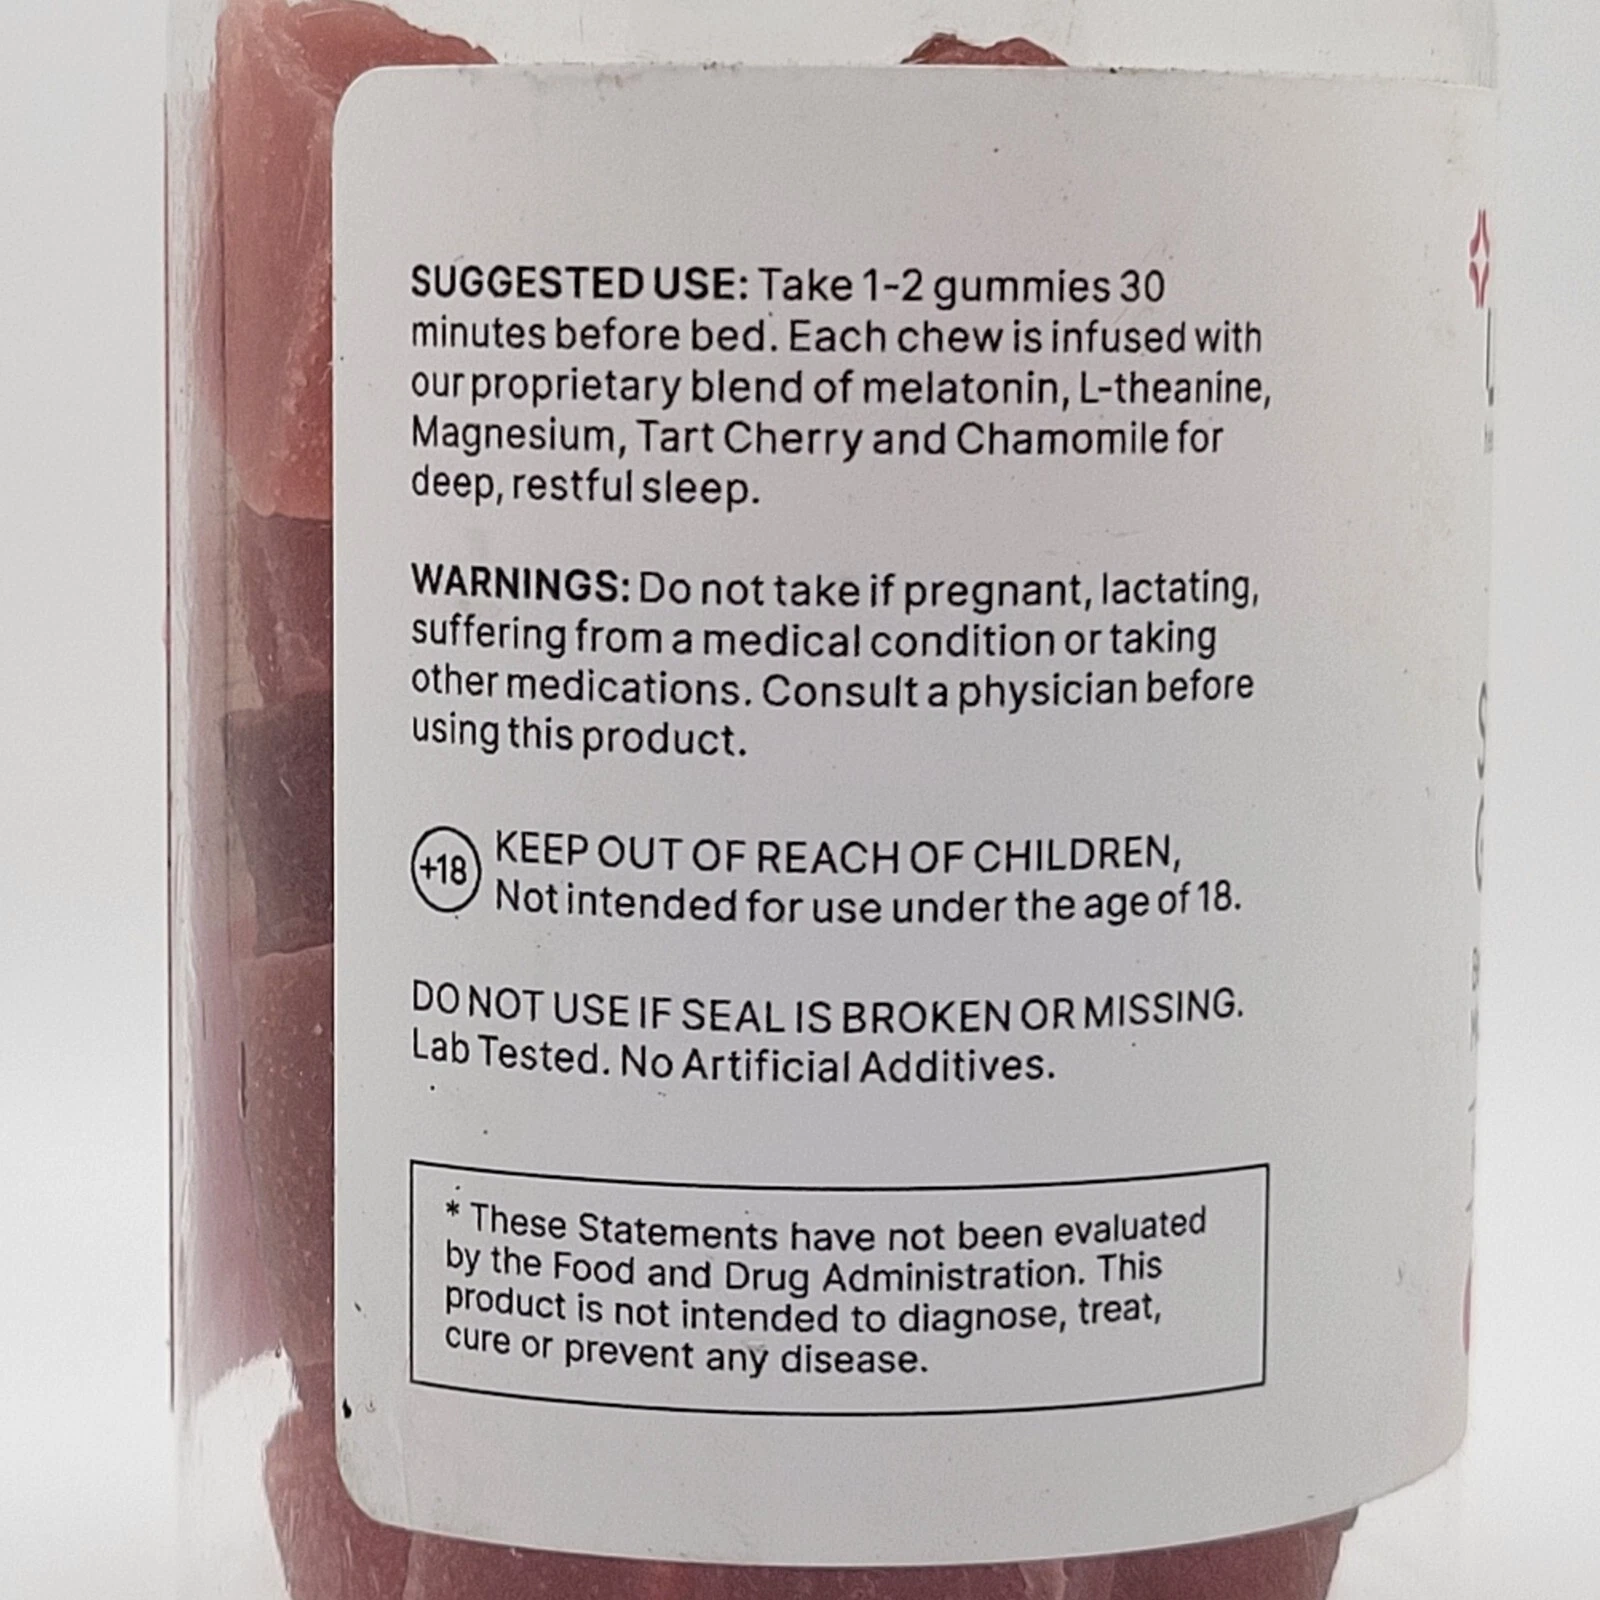 SUGGESTED USE: Take 1-2 gummies 30
minutes before bed. Each chew is infused with
our proprietary blend of melatonin, L-theanine,
Magnesium, Tart Cherry and Chamomile for
deep, restful sleep.
WARNINGS: Do not take if pregnant, lactating,
suffering from a medical condition or taking
other medications. Consult a physician before
using this product.
+18
KEEP OUT OF REACH OF CHILDREN,
Not intended for use under the age of 18.
DO NOT USE IF SEAL IS BROKEN OR MISSING.
Lab Tested. No Artificial Additives.
* These Statements have not been evaluated
by the Food and Drug Administration. This
product is not intended to diagnose, treat,
cure or prevent any disease.